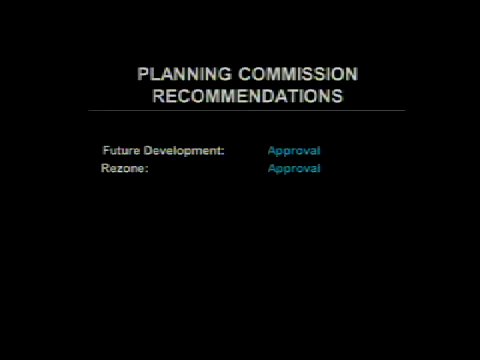 PLANNING COMMISSION
RECOMMENDATIONS
Future Development: Approval
Rezone: Approval